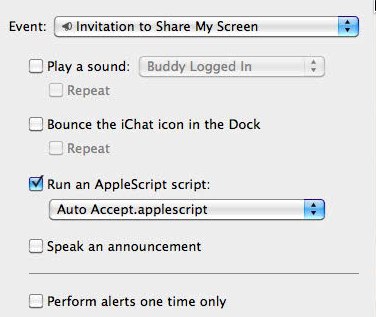 Event: Invitation to Share My Screen
Play a sound: Buddy Logged In
Repeat
Bounce the iChat icon in the Dock
Repeat
Run an AppleScript script:
Auto Accept.applescript
Speak an announcement
Perform alerts one time only